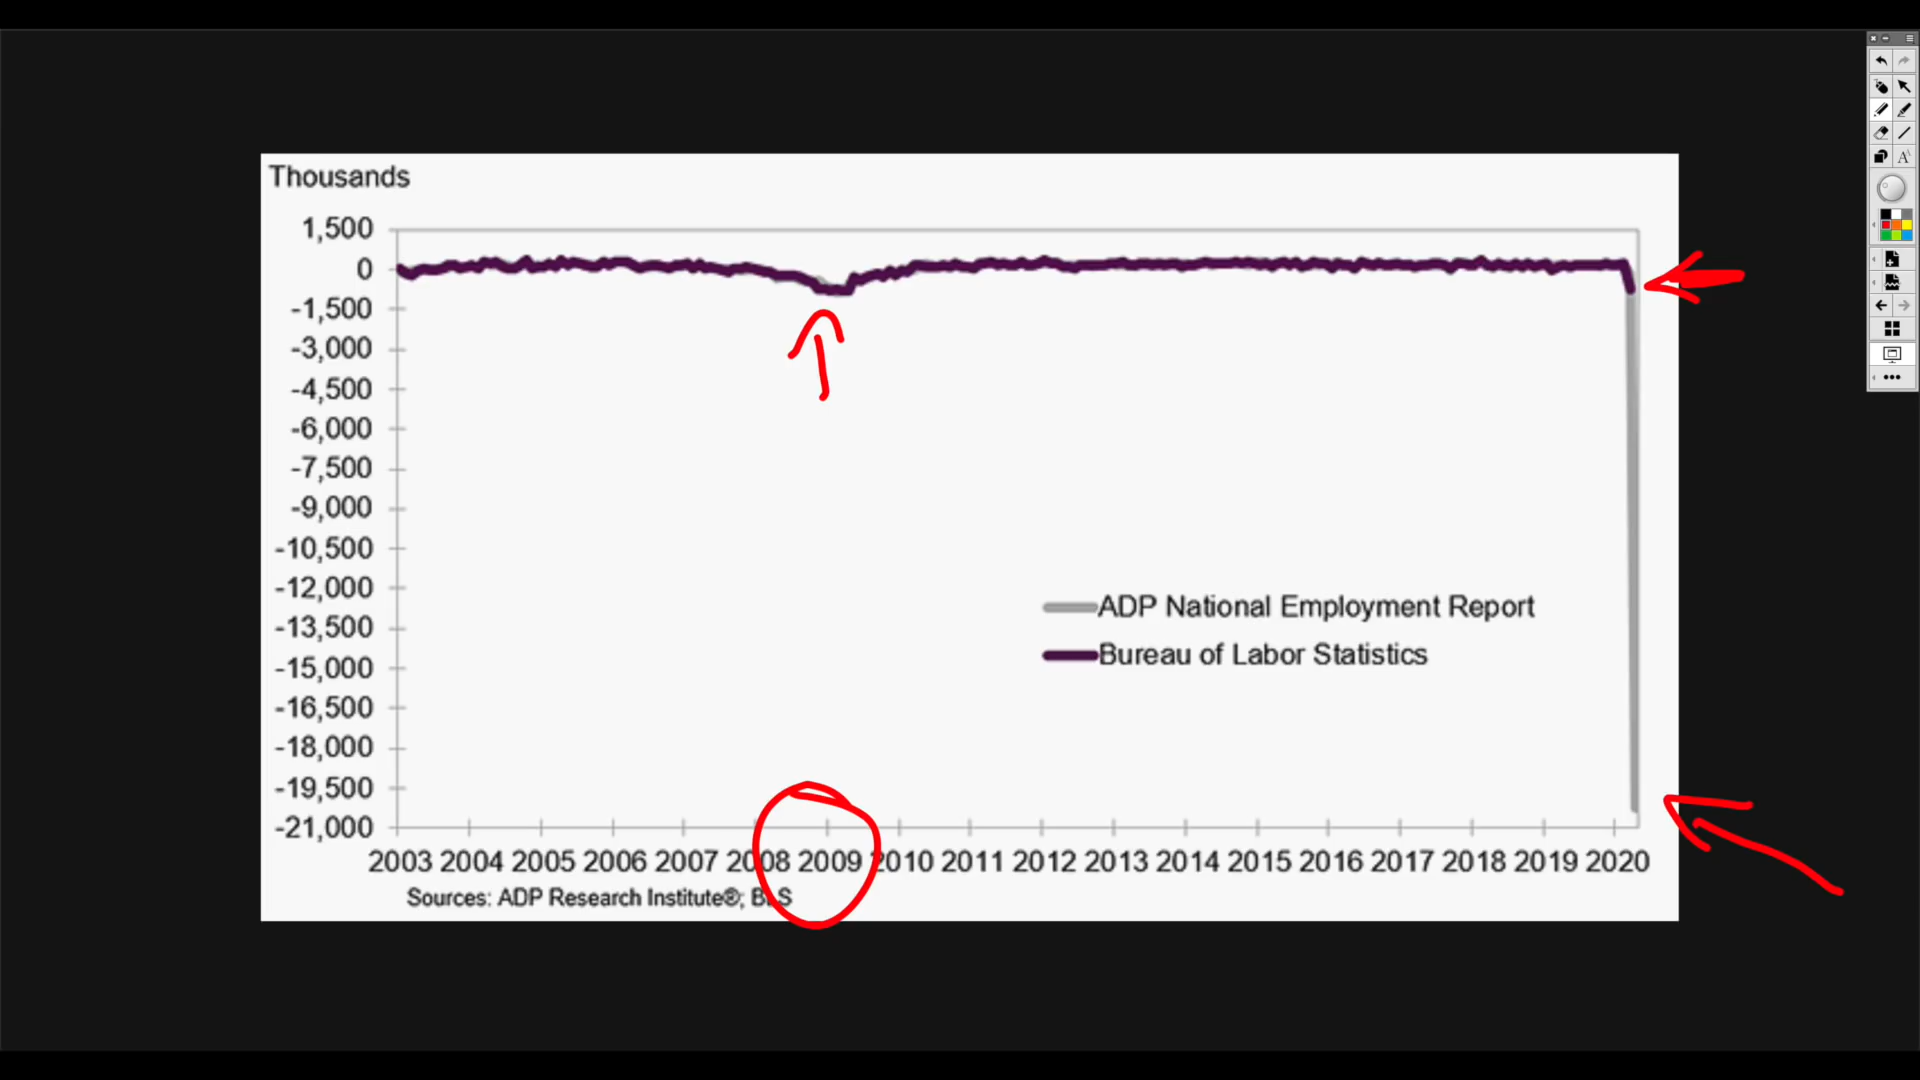 Thousands
1,500
0
-1,500
-3,000
-4,500
-6,000
-7,500
-9,000
-10,500
-12,000
-13,500
-15,000
-16,500
-18,000
-19,500
-21,000
ADP National Employment Report
Bureau of Labor Statistics
2003 2004 2005 2006 2007 2008 2009 2010 2011 2012 2013 2014 2015 2016 2017 2018 2019 2020
Sources: ADP Research Institute®; BLS
A